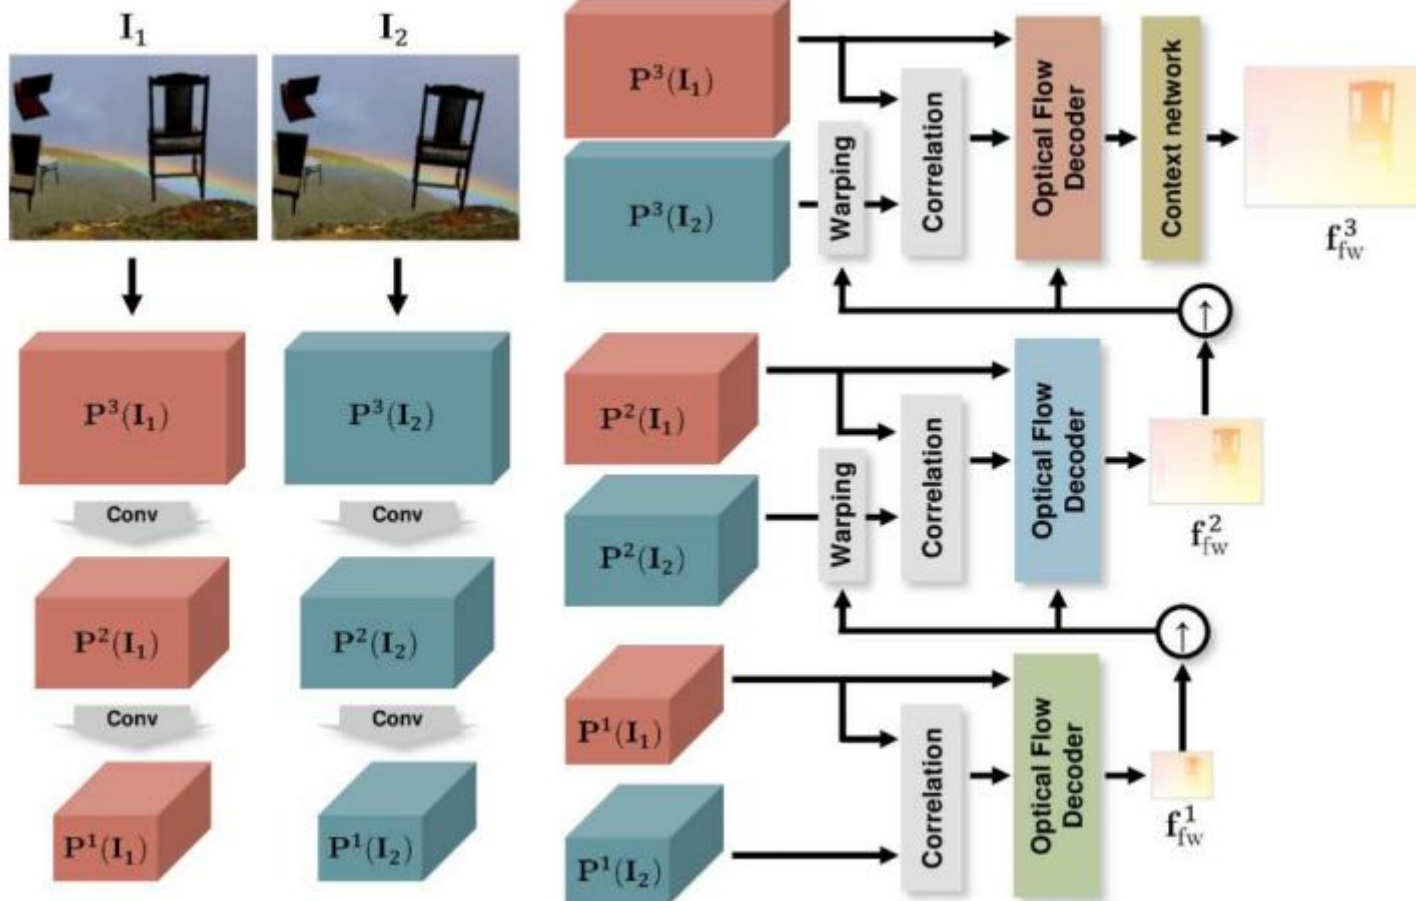 I₁
I₂
P³(I₁)
P³(I₂)
Conv
Conv
P²(I₁)
P²(I₂)
Conv
Conv
P¹(I₁)
P¹(I₂)
P³(I₁)
P³(I₂)
Warping
Correlation
Optical Flow
Decoder
Context network
f³fw
↑
P²(I₁)
P²(I₂)
Warping
Correlation
Optical Flow
Decoder
f²fw
↑
P¹(I₁)
P¹(I₂)
Correlation
Optical Flow
Decoder
f¹fw